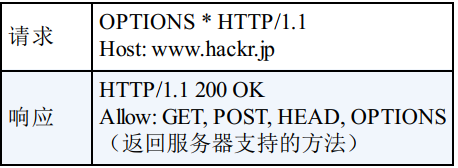 请求
OPTIONS * HTTP/1.1
Host: www.hackr.jp
响应
HTTP/1.1 200 OK
Allow: GET, POST, HEAD, OPTIONS
（返回服务器支持的方法）